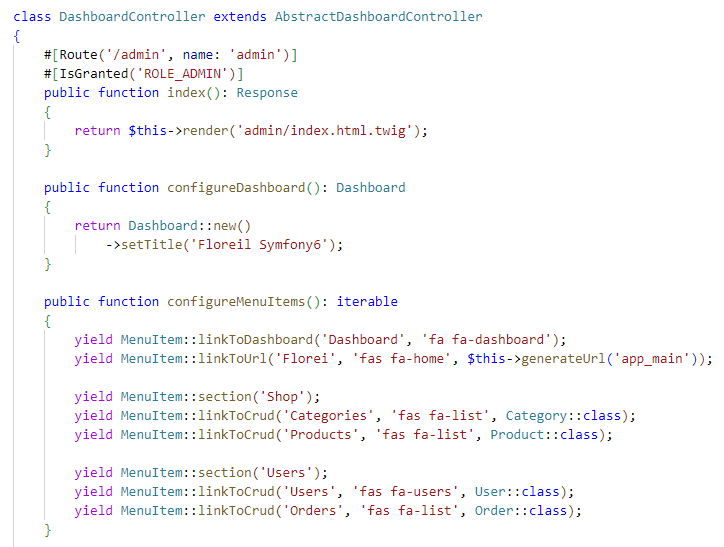 class DashboardController extends AbstractDashboardController
{
    #[Route('/admin', name: 'admin')]
    #[IsGranted('ROLE_ADMIN')]
    public function index(): Response
    {
        return $this->render('admin/index.html.twig');
    }

    public function configureDashboard(): Dashboard
    {
        return Dashboard::new()
            ->setTitle('Floreil Symfony6');
    }

    public function configureMenuItems(): iterable
    {
        yield MenuItem::linkToDashboard('Dashboard', 'fa fa-dashboard');
        yield MenuItem::linkToUrl('Florei', 'fas fa-home', $this->generateUrl('app_main'));

        yield MenuItem::section('Shop');
        yield MenuItem::linkToCrud('Categories', 'fas fa-list', Category::class);
        yield MenuItem::linkToCrud('Products', 'fas fa-list', Product::class);

        yield MenuItem::section('Users');
        yield MenuItem::linkToCrud('Users', 'fas fa-users', User::class);
        yield MenuItem::linkToCrud('Orders', 'fas fa-list', Order::class);
    }